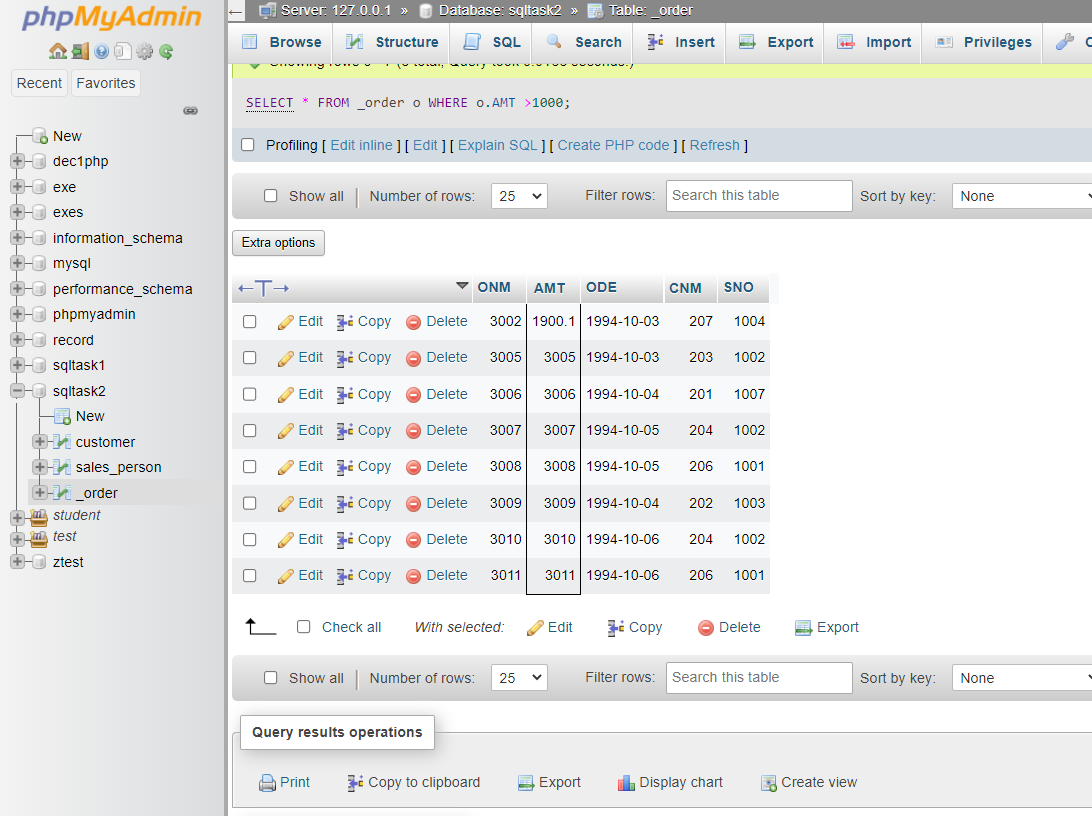 phpMyAdmin
Recent Favorites
New
dec1php
exe
exes
information_schema
mysql
performance_schema
phpmyadmin
record
sqltask1
sqltask2
New
customer
sales_person
_order
student
test
ztest
Server: 127.0.0.1 » Database: sqltask2 » Table: _order
Browse Structure SQL Search Insert Export Import Privileges
SELECT * FROM _order o WHERE o.AMT >1000;
Profiling [ Edit inline ] [ Edit ] [ Explain SQL ] [ Create PHP code ] [ Refresh ]
Show all Number of rows: 25 Filter rows: Search this table Sort by key: None
Extra options
←T→ ONM AMT ODE CNM SNO
Edit Copy Delete 3002 1900.1 1994-10-03 207 1004
Edit Copy Delete 3005 3005 1994-10-03 203 1002
Edit Copy Delete 3006 3006 1994-10-04 201 1007
Edit Copy Delete 3007 3007 1994-10-05 204 1002
Edit Copy Delete 3008 3008 1994-10-05 206 1001
Edit Copy Delete 3009 3009 1994-10-04 202 1003
Edit Copy Delete 3010 3010 1994-10-06 204 1002
Edit Copy Delete 3011 3011 1994-10-06 206 1001
Check all With selected: Edit Copy Delete Export
Show all Number of rows: 25 Filter rows: Search this table Sort by key: None
Query results operations
Print Copy to clipboard Export Display chart Create view